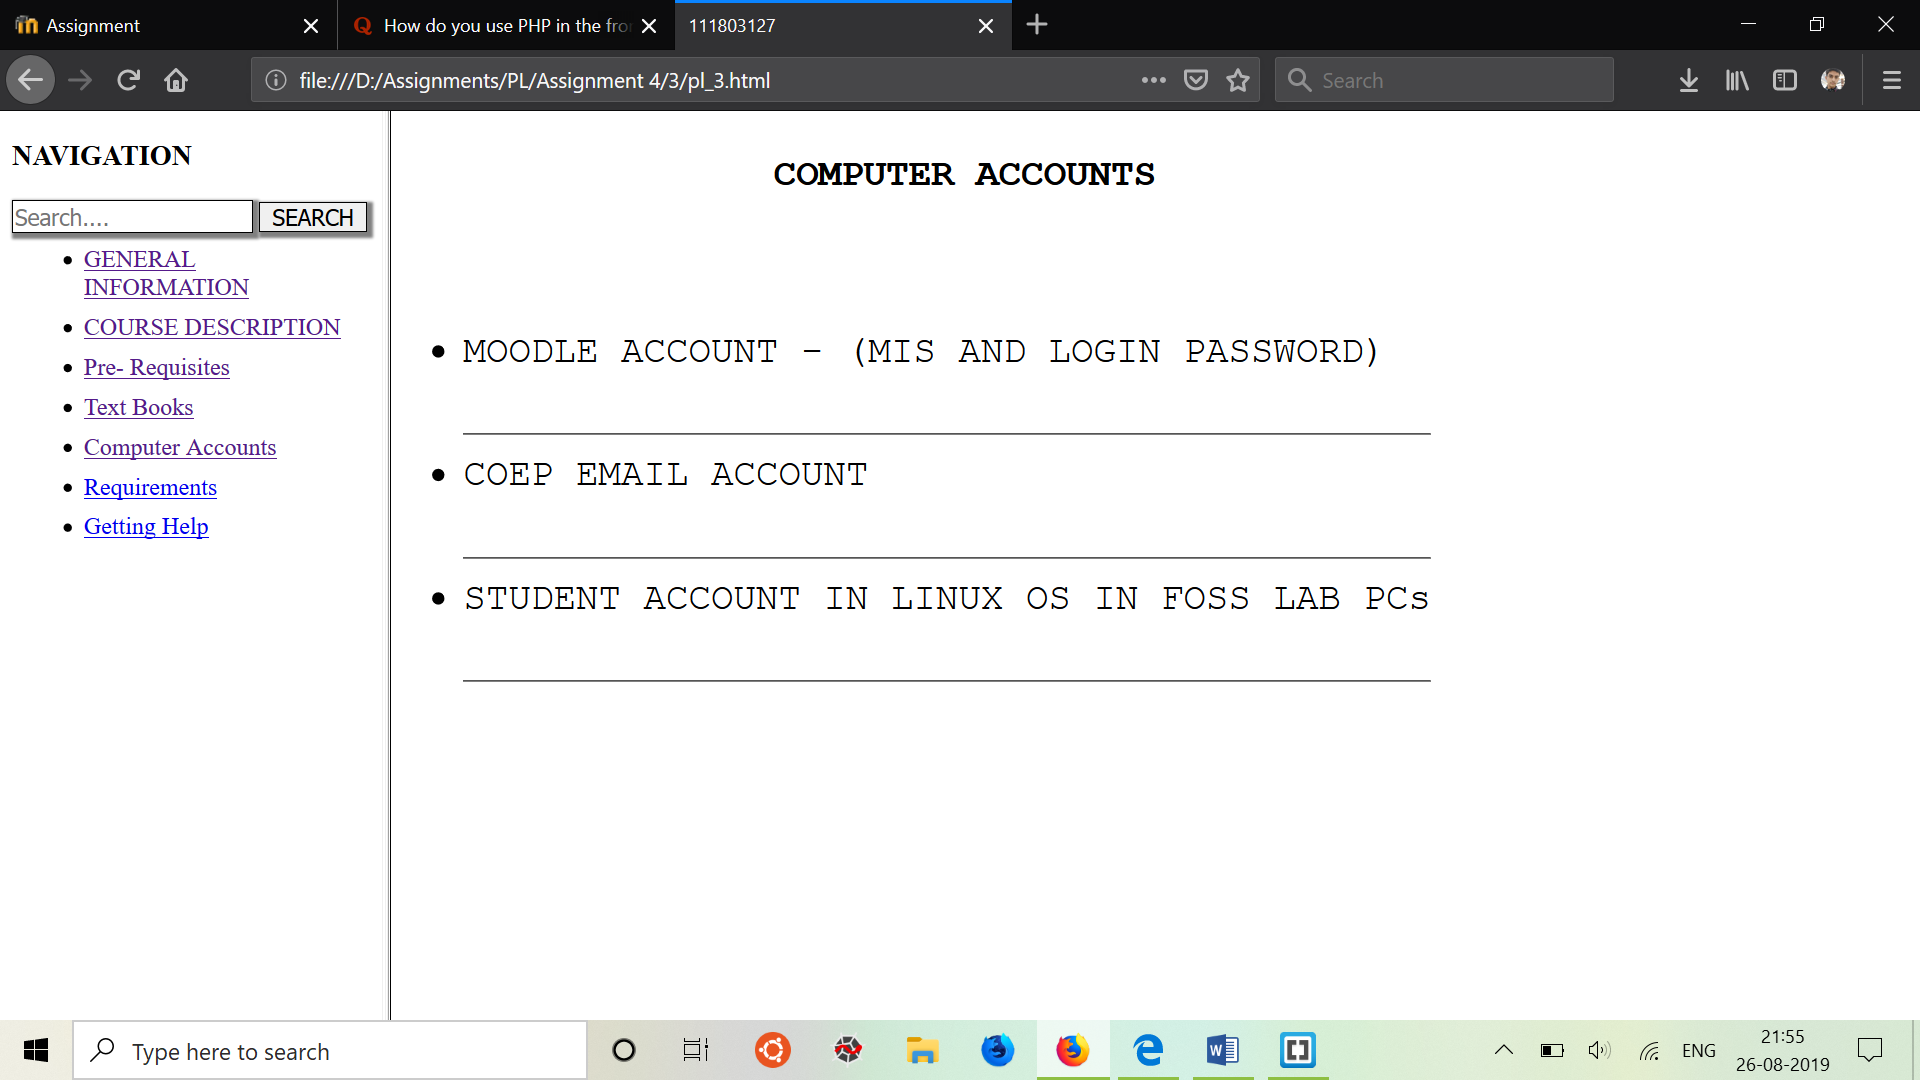 Assignment
How do you use PHP in the fro
111803127
file:///D:/Assignments/PL/Assignment 4/3/pl_3.html
Search
NAVIGATION
Search....
SEARCH
GENERAL
INFORMATION
COURSE DESCRIPTION
Pre- Requisites
Text Books
Computer Accounts
Requirements
Getting Help
COMPUTER ACCOUNTS
MOODLE ACCOUNT - (MIS AND LOGIN PASSWORD)
COEP EMAIL ACCOUNT
STUDENT ACCOUNT IN LINUX OS IN FOSS LAB PCs
Type here to search
ENG
21:55
26-08-2019